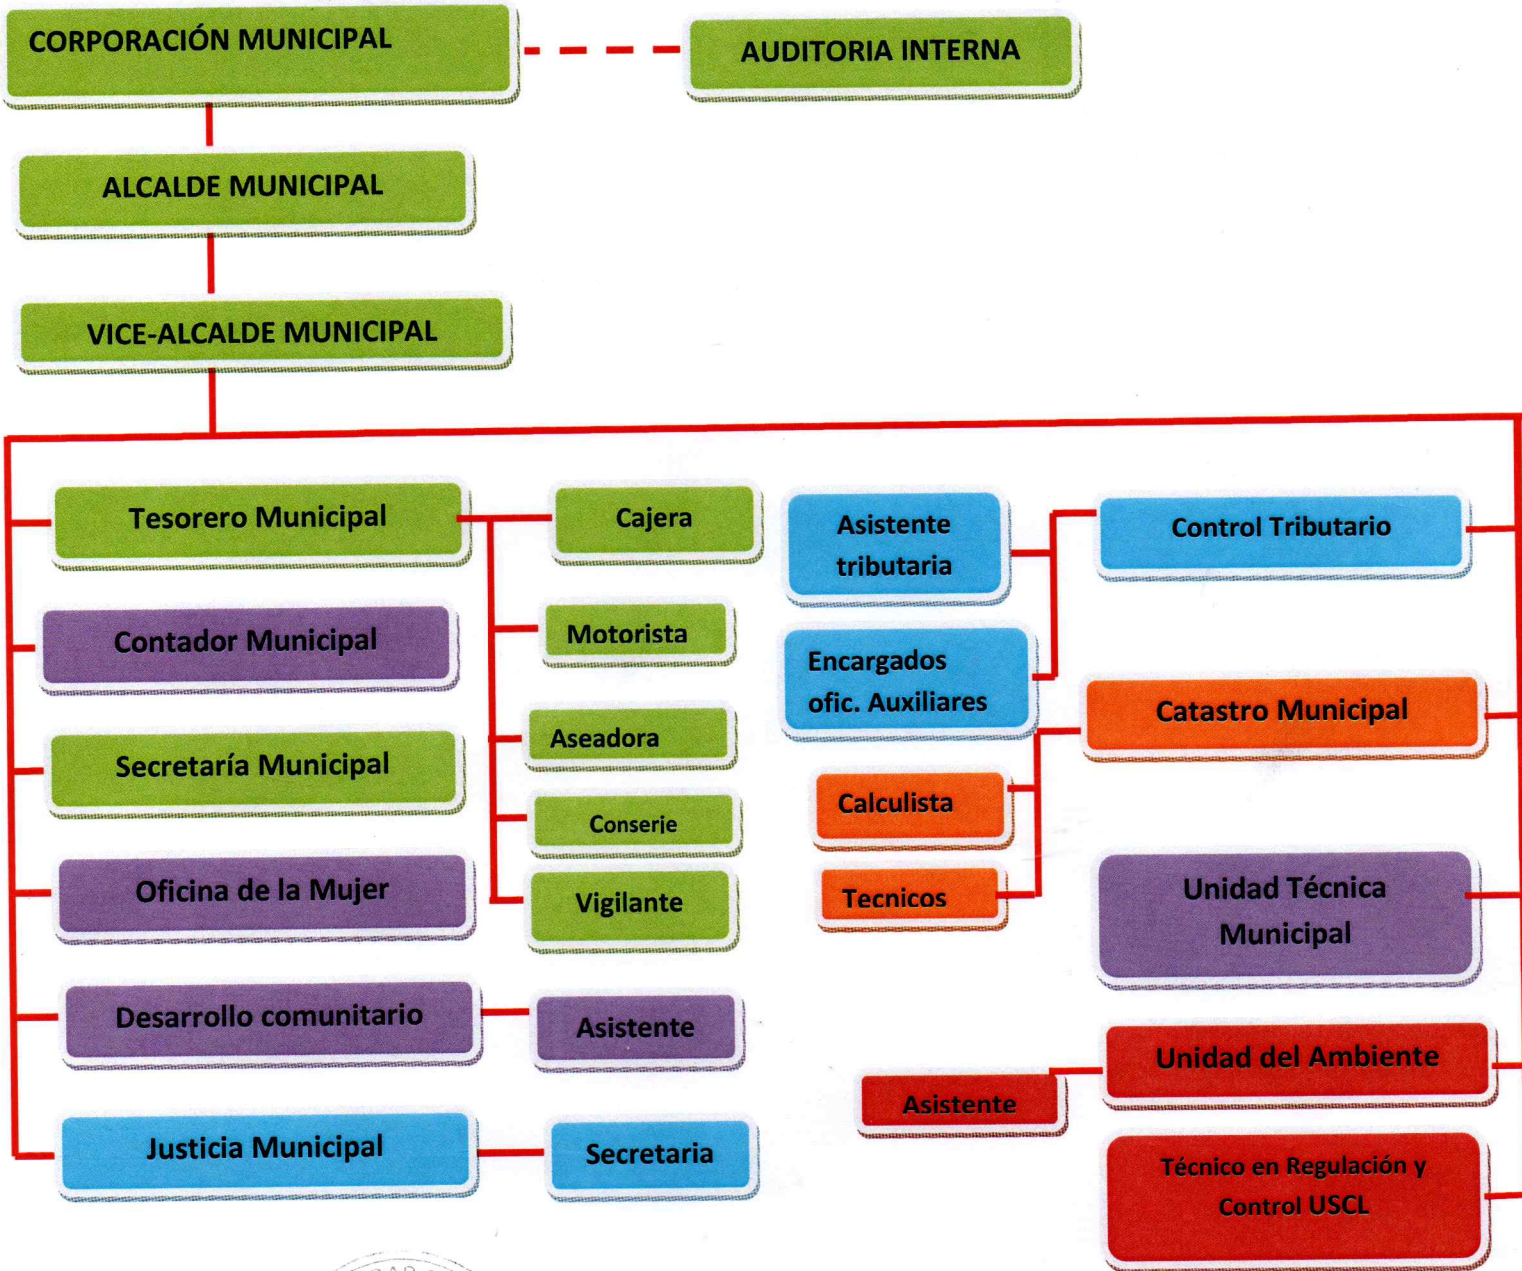 CORPORACIÓN MUNICIPAL
AUDITORIA INTERNA
ALCALDE MUNICIPAL
VICE-ALCALDE MUNICIPAL
Tesorero Municipal
Cajera
Motorista
Aseadora
Conserje
Vigilante
Contador Municipal
Secretaría Municipal
Oficina de la Mujer
Desarrollo comunitario
Asistente
Justicia Municipal
Secretaria
Control Tributario
Asistente
tributaria
Encargados
ofic. Auxiliares
Catastro Municipal
Calculista
Tecnicos
Unidad Técnica
Municipal
Unidad del Ambiente
Asistente
Técnico en Regulación y
Control USCL